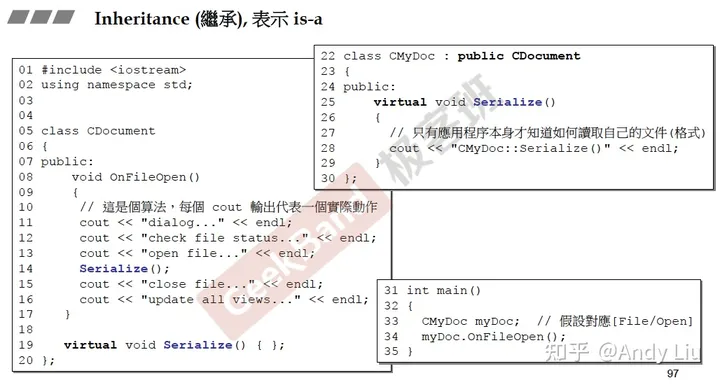 Inheritance (繼承), 表示 is-a
01 #include <iostream>
02 using namespace std;
03
04
05 class CDocument
06 {
07 public:
08 void OnFileOpen()
09 {
10 // 這是個算法，每個 cout 輸出代表一個實際動作
11 cout << "dialog..." << endl;
12 cout << "check file status..." << endl;
13 cout << "open file..." << endl;
14 Serialize();
15 cout << "close file..." << endl;
16 cout << "update all views..." << endl;
17 }
18
19 virtual void Serialize() { };
20 };
22 class CMyDoc : public CDocument
23 {
24 public:
25 virtual void Serialize()
26 {
27 // 只有應用程序本身才知道如何讀取自己的文件(格式)
28 cout << "CMyDoc::Serialize()" << endl;
29 }
30 };
31 int main()
32 {
33 CMyDoc myDoc; // 假設對應[File/Open]
34 myDoc.OnFileOpen();
35 }
GeekBand 极客班
知乎 @Andy Liu
97